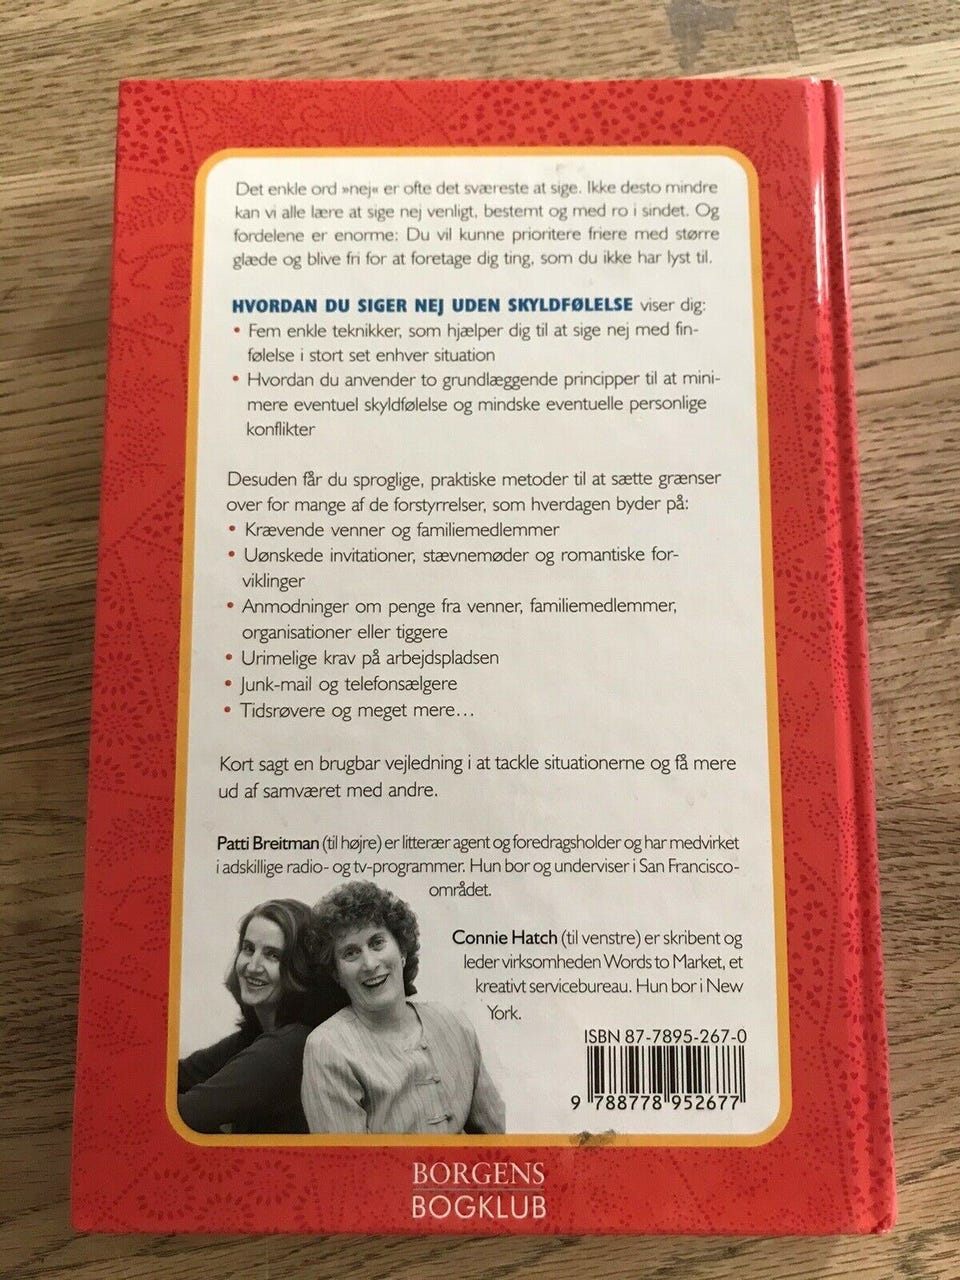 Det enkle ord »nej« er ofte det sværeste at sige. Ikke desto mindre
kan vi alle lære at sige nej venligt, bestemt og med ro i sindet. Og
fordelene er enorme: Du vil kunne prioritere friere med større
glæde og blive fri for at foretage dig ting, som du ikke har lyst til.
HVORDAN DU SIGER NEJ UDEN SKYLDFØLELSE viser dig:
• Fem enkle teknikker, som hjælper dig til at sige nej med fin-
følelse i stort set enhver situation
• Hvordan du anvender to grundlæggende principper til at mini-
mere eventuel skyldfølelse og mindske eventuelle personlige
konflikter
Desuden får du sproglige, praktiske metoder til at sætte grænser
over for mange af de forstyrrelser, som hverdagen byder på:
• Krævende venner og familiemedlemmer
• Uønskede invitationer, stævnemøder og romantiske for-
viklinger
• Anmodninger om penge fra venner, familiemedlemmer,
organisationer eller tiggere
• Urimelige krav på arbejdspladsen
• Junk-mail og telefonsælgere
• Tidsrøvere og meget mere...
Kort sagt en brugbar vejledning i at tackle situationerne og få mere
ud af samværet med andre.
Patti Breitman (til højre) er litterær agent og foredragsholder og har medvirket
i adskillige radio- og tv-programmer. Hun bor og underviser i San Francisco-
området.
Connie Hatch (til venstre) er skribent og
leder virksomheden Words to Market, et
kreativt servicebureau. Hun bor i New
York.
ISBN 87-7895-267-0
9 788778 952677
BORGENS
BOGKLUB